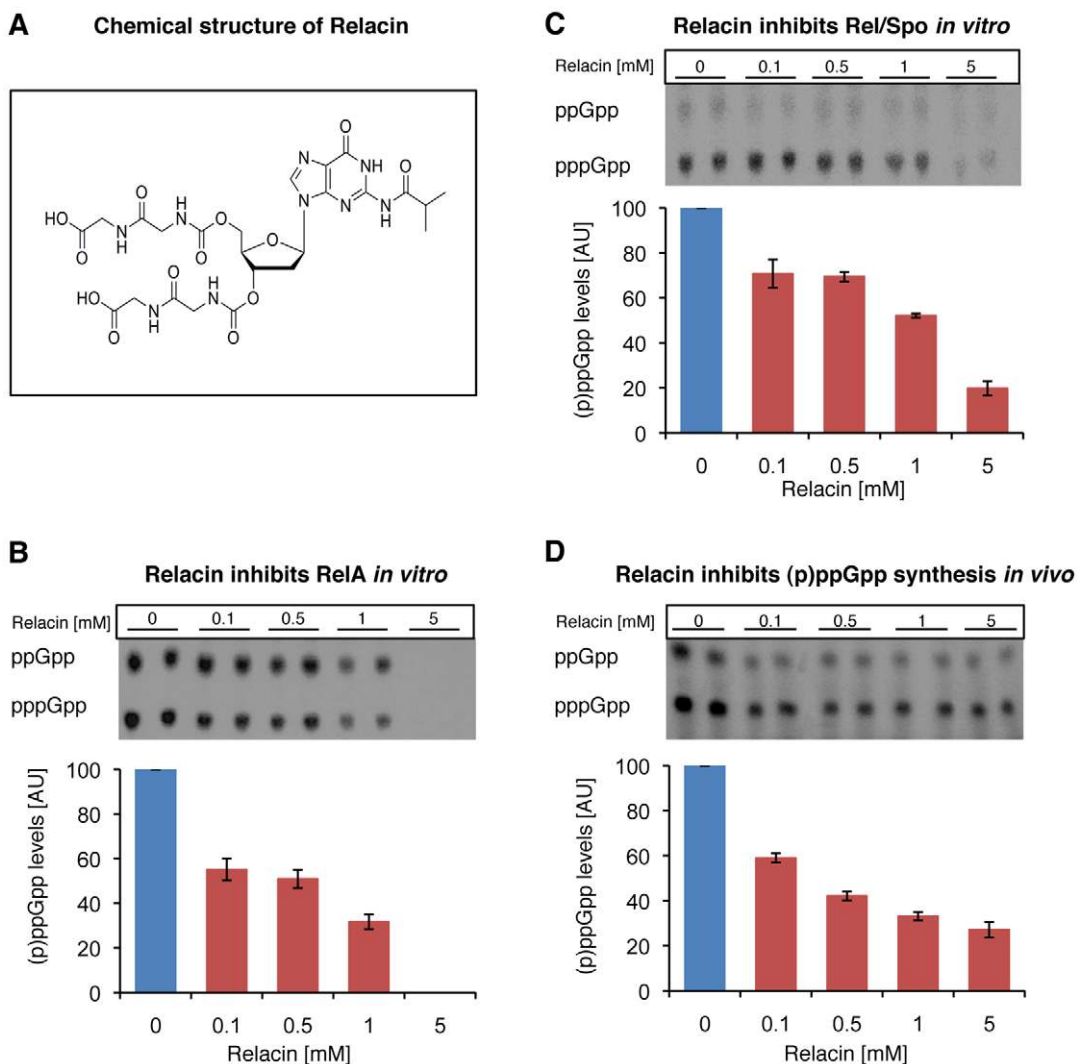 A
Chemical structure of Relacin
O
N
NH
O
N
N
N
H
O
H
N
O
HO
N
H
O
O
O
O
O
H
N
O
HO
N
H
O
O
O
B
Relacin inhibits RelA in vitro
Relacin [mM] 0 0.1 0.5 1 5
ppGpp
pppGpp
(p)ppGpp levels [AU]
100
80
60
40
20
0
0 0.1 0.5 1 5
Relacin [mM]
C
Relacin inhibits Rel/Spo in vitro
Relacin [mM] 0 0.1 0.5 1 5
ppGpp
pppGpp
(p)ppGpp levels [AU]
100
80
60
40
20
0
0 0.1 0.5 1 5
Relacin [mM]
D
Relacin inhibits (p)ppGpp synthesis in vivo
Relacin [mM] 0 0.1 0.5 1 5
ppGpp
pppGpp
(p)ppGpp levels [AU]
100
80
60
40
20
0
0 0.1 0.5 1 5
Relacin [mM]